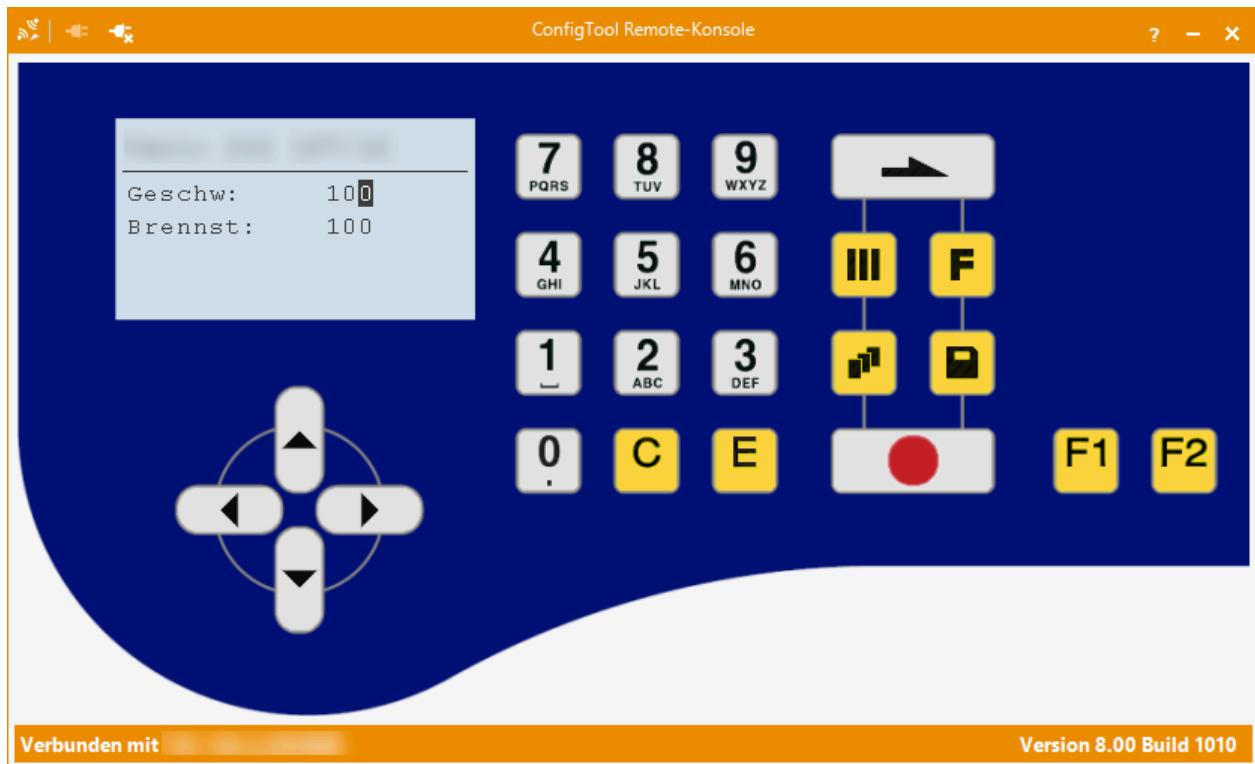 ConfigTool Remote-Konsole
?
Geschw: 100
Brennst: 100
7 8 9
PQRS TUV WXYZ
4 5 6 F
GHI JKL MNO
1 2 3
ABC DEF
0 C E F1 F2
.
Verbunden mit
Version 8.00 Build 1010